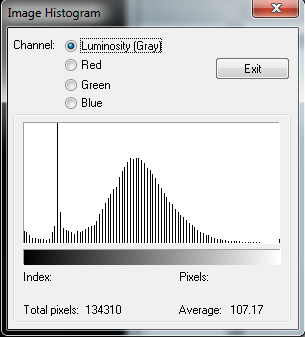 Image Histogram
Channel:
Luminosity (Gray)
Red
Green
Blue
Exit
Index: Pixels:
Total pixels: 134310 Average: 107.17